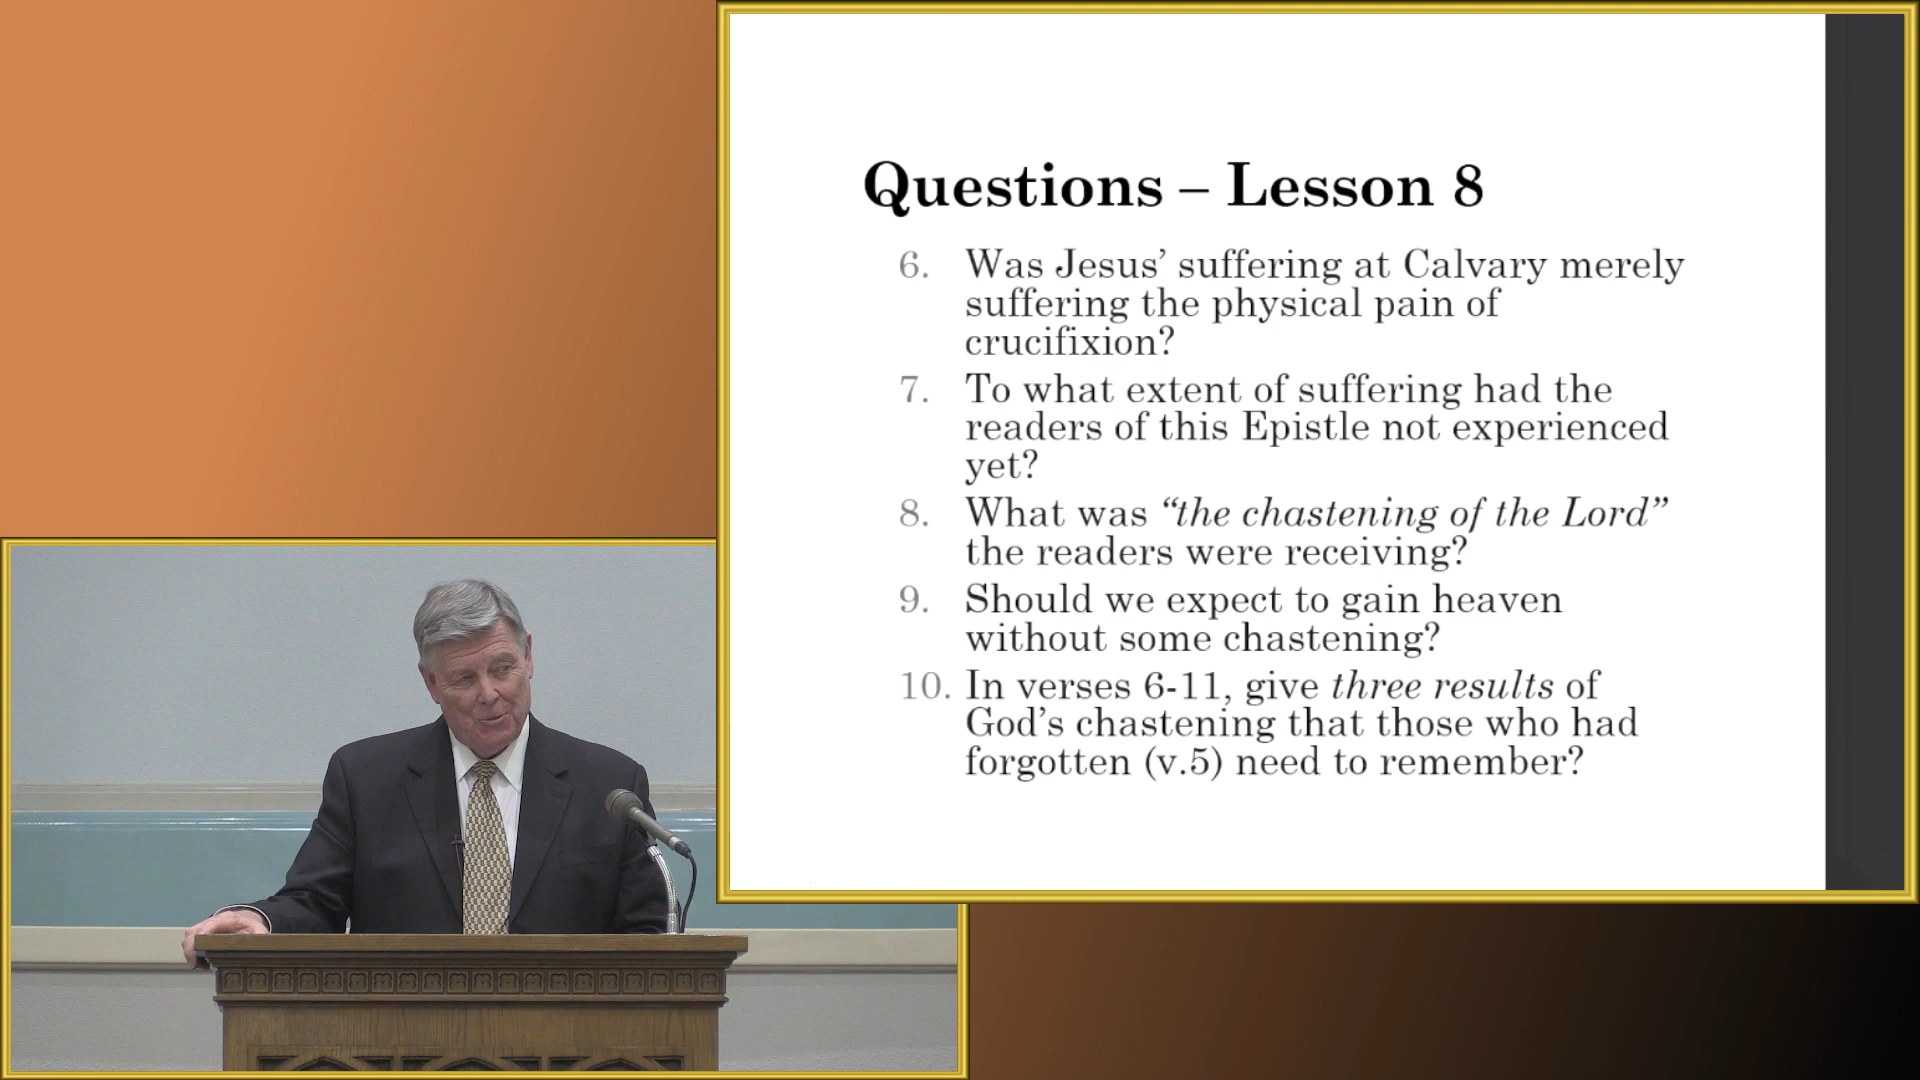 Questions – Lesson 8
6. Was Jesus’ suffering at Calvary merely
suffering the physical pain of
crucifixion?
7. To what extent of suffering had the
readers of this Epistle not experienced
yet?
8. What was “the chastening of the Lord”
the readers were receiving?
9. Should we expect to gain heaven
without some chastening?
10. In verses 6-11, give three results of
God’s chastening that those who had
forgotten (v.5) need to remember?